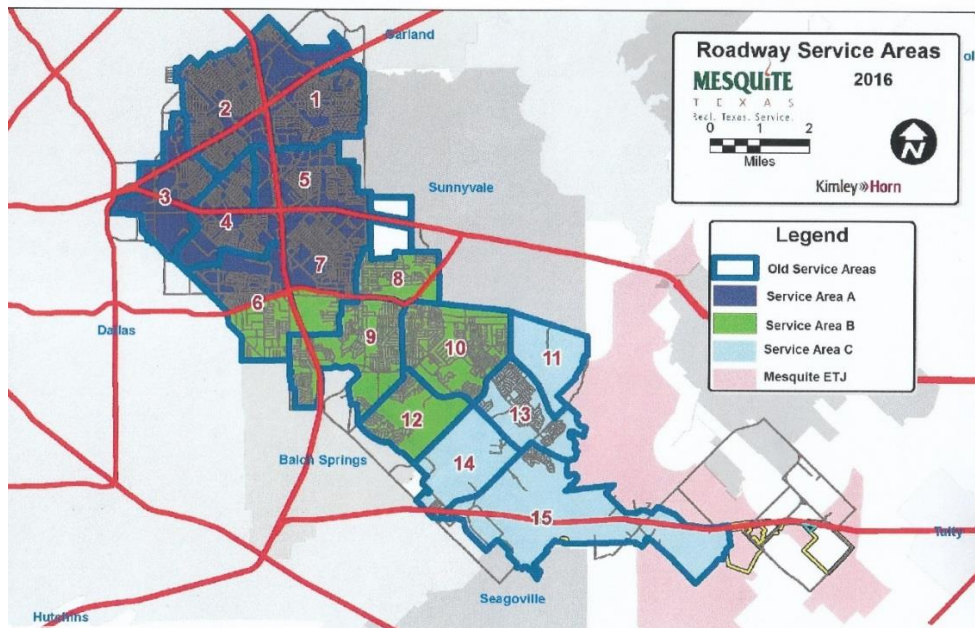 Roadway Service Areas
MESQUITE
2016
T E X A S
Real. Texas. Service.
0 1 2
Miles
N
Kimley»Horn
Legend
Old Service Areas
Service Area A
Service Area B
Service Area C
Mesquite ETJ
Garland
1
2
3
4
5
Sunnyvale
6
7
8
Dallas
9
10
11
12
13
Balch Springs
14
15
Seagoville
Hutchins